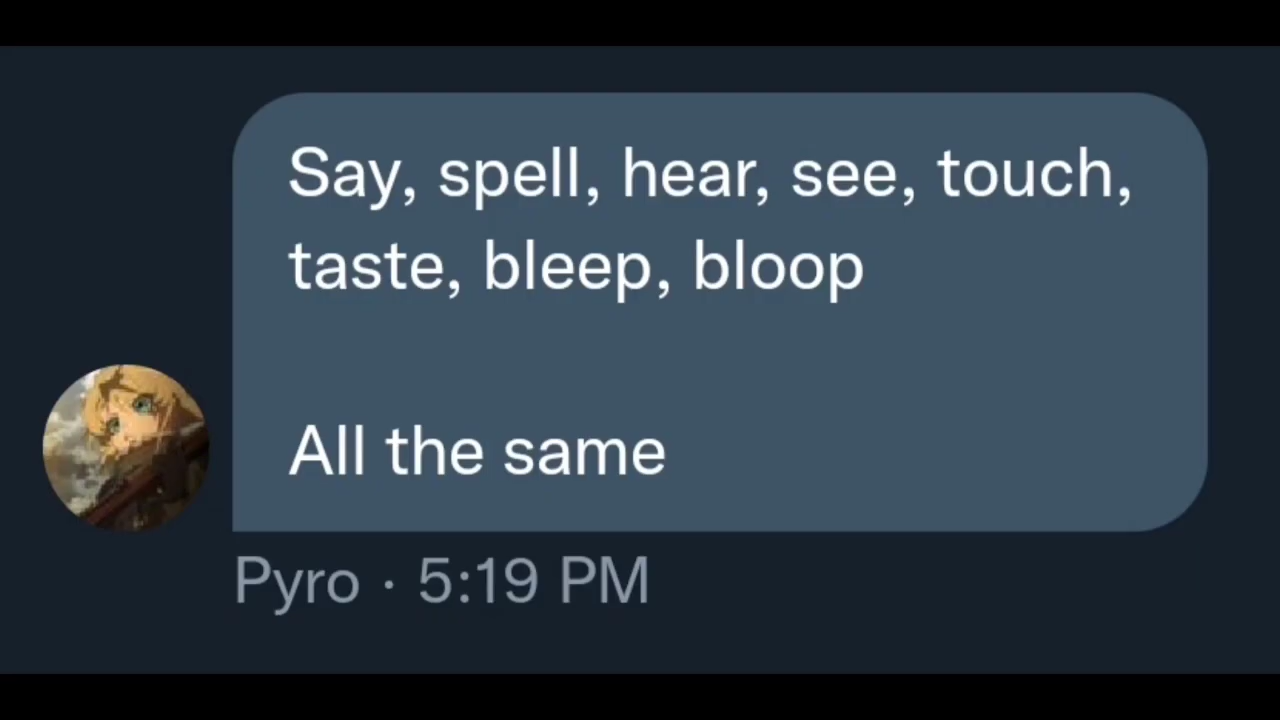 Say, spell, hear, see, touch,
taste, bleep, bloop
All the same
Pyro · 5:19 PM